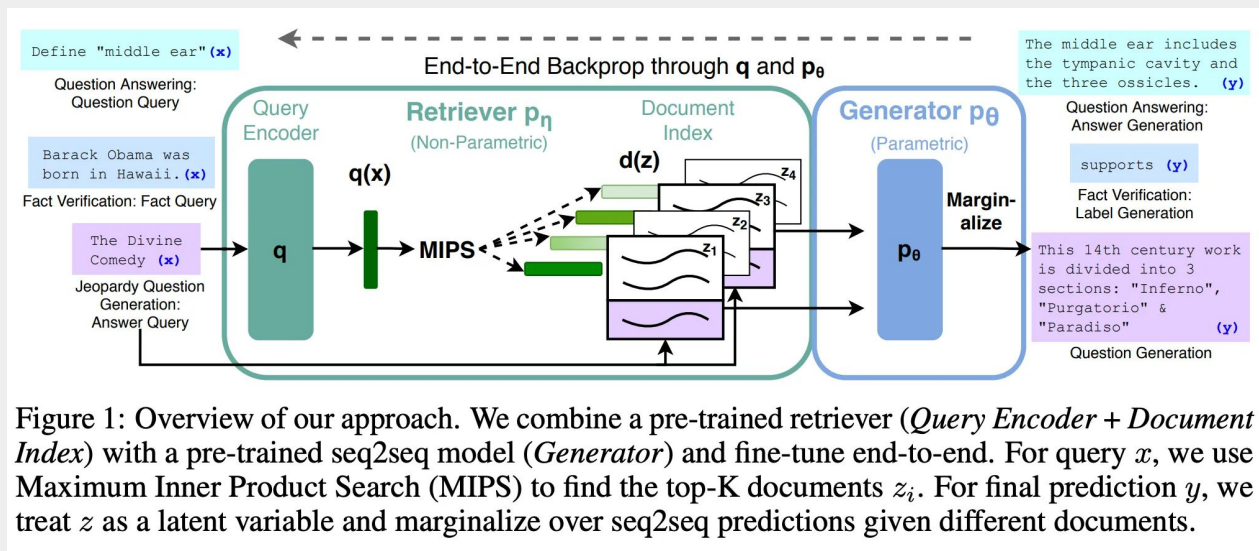 Define "middle ear"(x)
Question Answering:
Question Query
Barack Obama was
born in Hawaii.(x)
Fact Verification: Fact Query
The Divine
Comedy (x)
Jeopardy Question
Generation:
Answer Query
End-to-End Backprop through q and pθ
Query
Encoder
q
q(x)
Retriever pη
(Non-Parametric)
MIPS
Document
Index
d(z)
z4
z3
z2
z1
Generator pθ
(Parametric)
pθ
Margin-
alize
The middle ear includes
the tympanic cavity and
the three ossicles. (y)
Question Answering:
Answer Generation
supports (y)
Fact Verification:
Label Generation
This 14th century work
is divided into 3
sections: "Inferno",
"Purgatorio" &
"Paradiso" (y)
Question Generation
Figure 1: Overview of our approach. We combine a pre-trained retriever (Query Encoder + Document
Index) with a pre-trained seq2seq model (Generator) and fine-tune end-to-end. For query x, we use
Maximum Inner Product Search (MIPS) to find the top-K documents zi. For final prediction y, we
treat z as a latent variable and marginalize over seq2seq predictions given different documents.